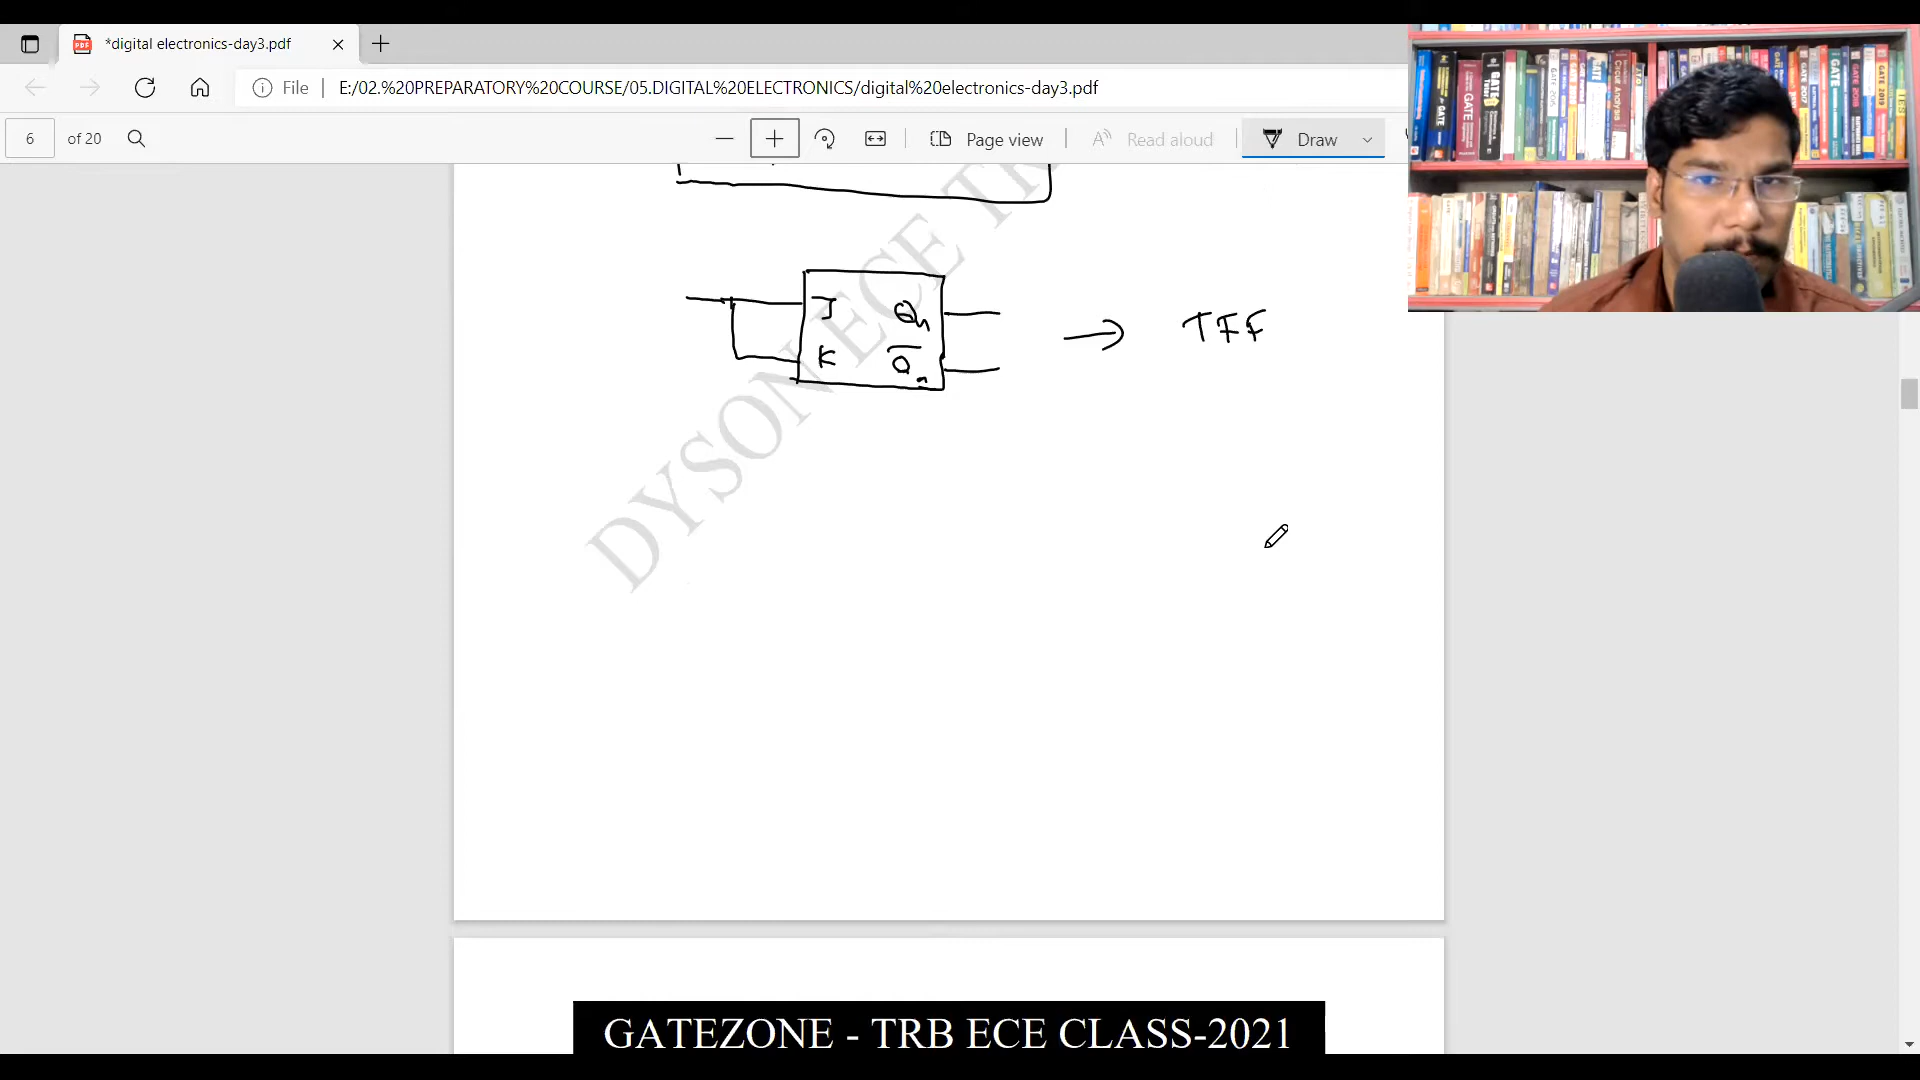 *digital electronics-day3.pdf
File
E:/02.%20PREPARATORY%20COURSE/05.DIGITAL%20ELECTRONICS/digital%20electronics-day3.pdf
6 of 20
Page view
Read aloud
Draw
DYSON ECE TR
J Qn
K Q̅n
→ TFF
GATEZONE - TRB ECE CLASS-2021